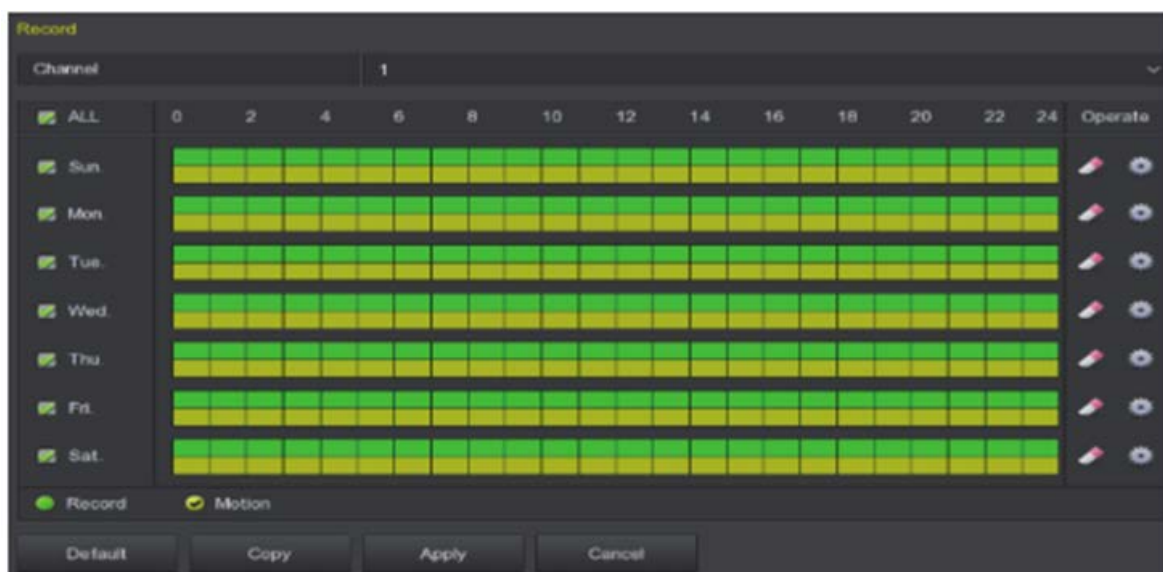 Record
Channel 1
ALL 0 2 4 6 8 10 12 14 16 18 20 22 24 Operate
Sun.
Mon.
Tue.
Wed.
Thu.
Fri.
Sat.
Record Motion
Default Copy Apply Cancel